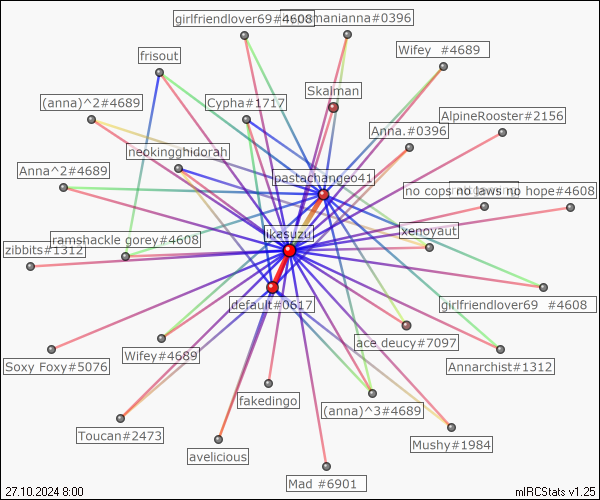 girlfriendlover69#4608
manianna#0396
frisout
Wifey #4689
Skalman
(anna)^2#4689
Cypha#1717
AlpineRooster#2156
Anna.#0396
neokingghidorah
Anna^2#4689
pastachange641
no cops no laws no hope#4608
ikasuzu
xenoyaut
ramshackle gorey#4608
zibbits#1312
default#0617
girlfriendlover69 #4608
ace deucy#7097
Wifey#4689
Annarchist#1312
Soxy Foxy#5076
fakedingo
(anna)^3#4689
Toucan#2473
Mushy#1984
avelicious
Mad #6901
27.10.2024 8:00
mIRCStats v1.25